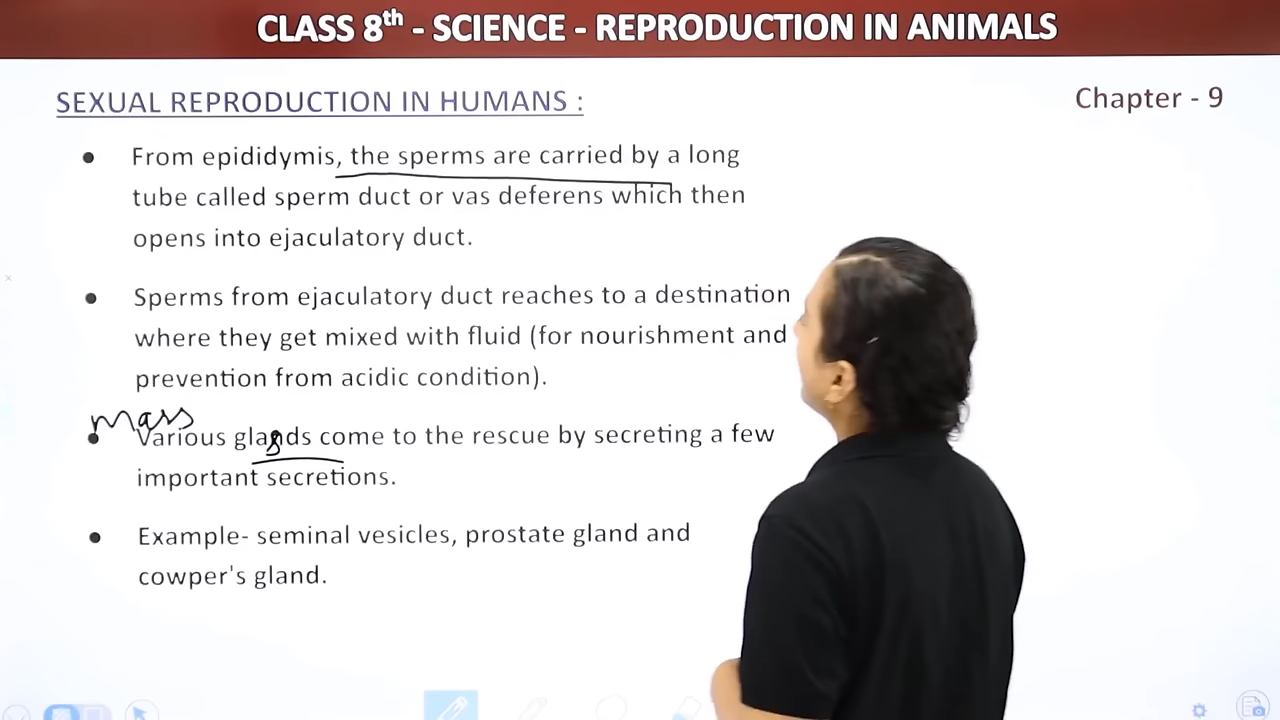 CLASS 8th - SCIENCE - REPRODUCTION IN ANIMALS
SEXUAL REPRODUCTION IN HUMANS :
Chapter - 9
• From epididymis, the sperms are carried by a long
tube called sperm duct or vas deferens which then
opens into ejaculatory duct.
• Sperms from ejaculatory duct reaches to a destination
where they get mixed with fluid (for nourishment and
prevention from acidic condition).
mass
• Various glands come to the rescue by secreting a few
important secretions.
• Example- seminal vesicles, prostate gland and
cowper's gland.